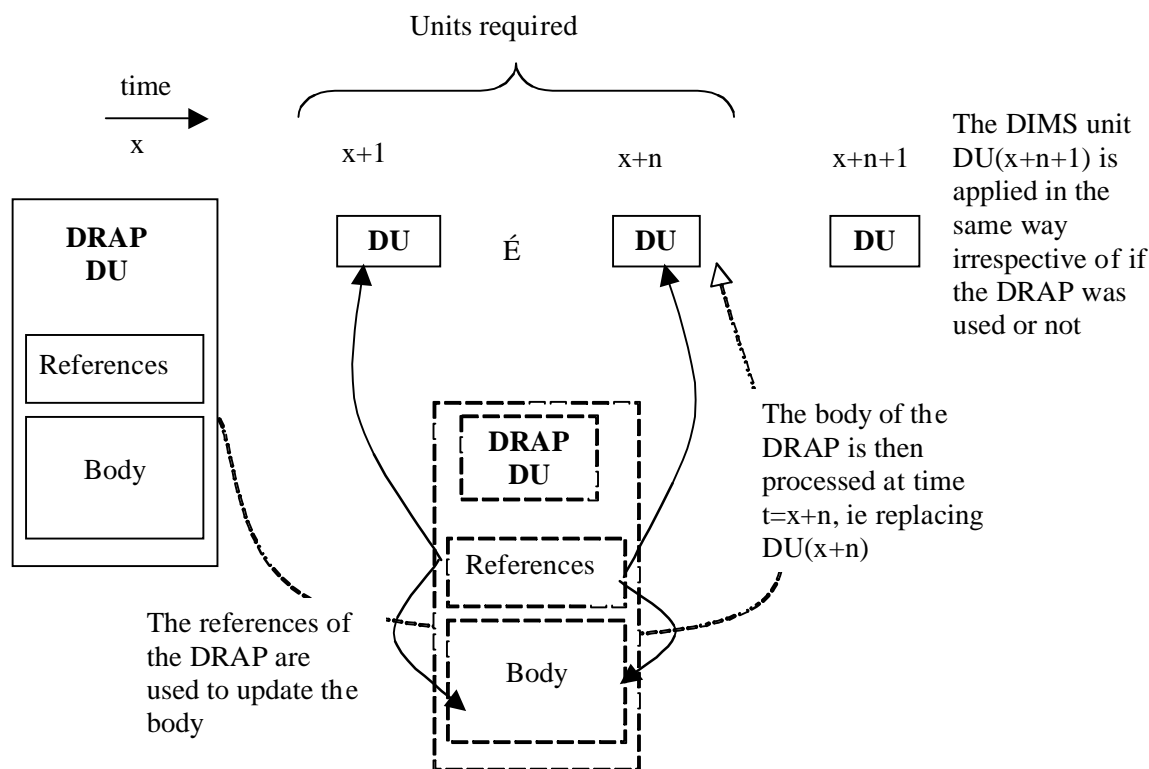 Units required
time
x
x+1
x+n
x+n+1
The DIMS unit
DU(x+n+1) is
applied in the
same way
irrespective of if
the DRAP was
used or not
DRAP
DU
References
Body
DU
É
DU
DU
DRAP
DU
References
Body
The body of the
DRAP is then
processed at time
t=x+n, ie replacing
DU(x+n)
The references of
the DRAP are
used to update the
body